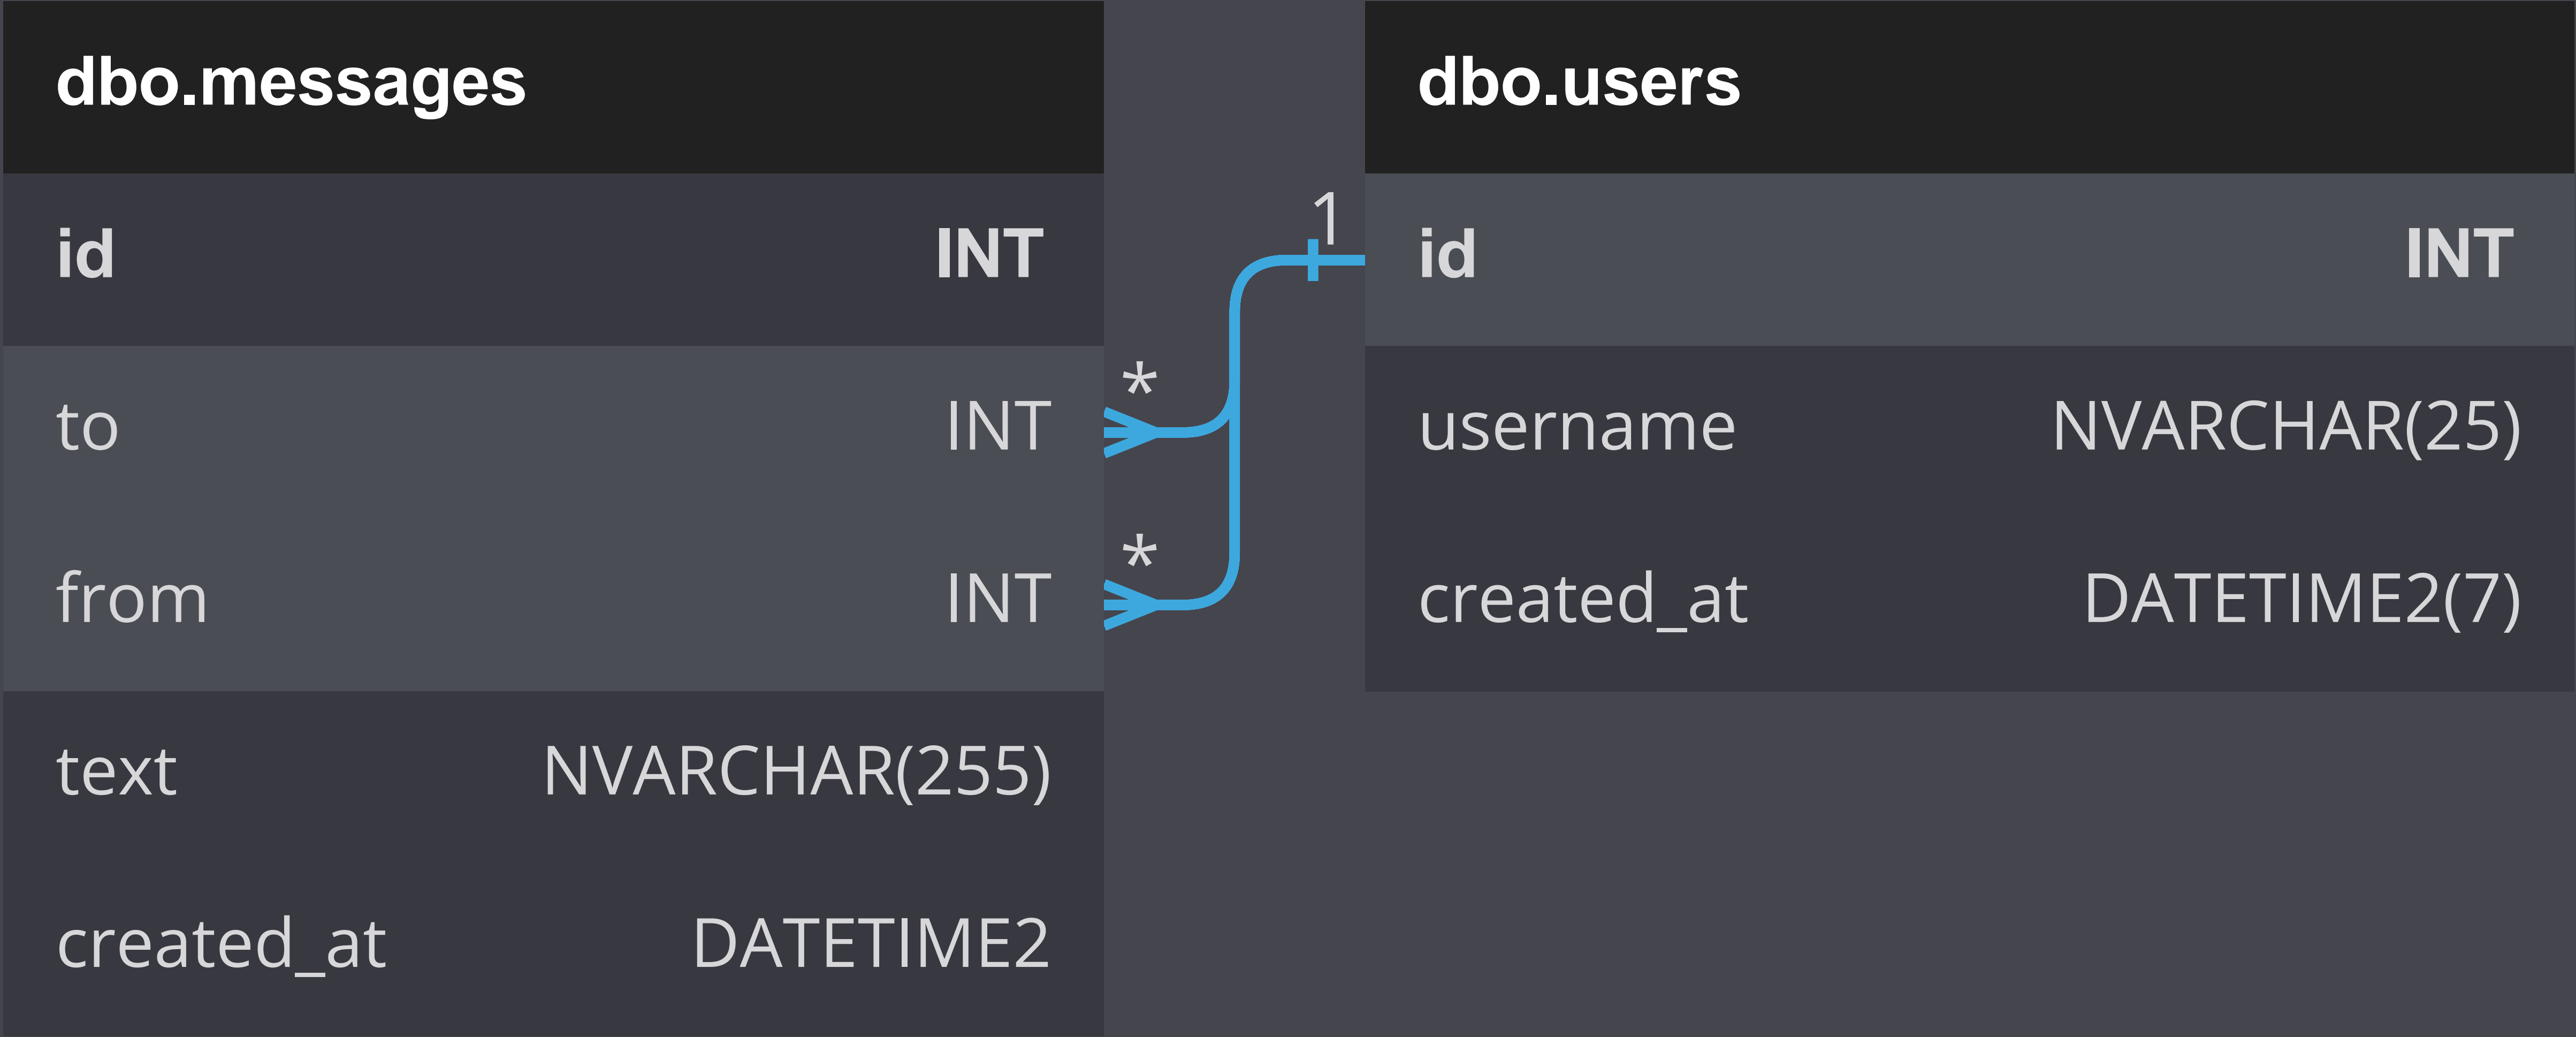 dbo.messages
id INT
to INT
from INT
text NVARCHAR(255)
created_at DATETIME2
*
*
1
dbo.users
id INT
username NVARCHAR(25)
created_at DATETIME2(7)